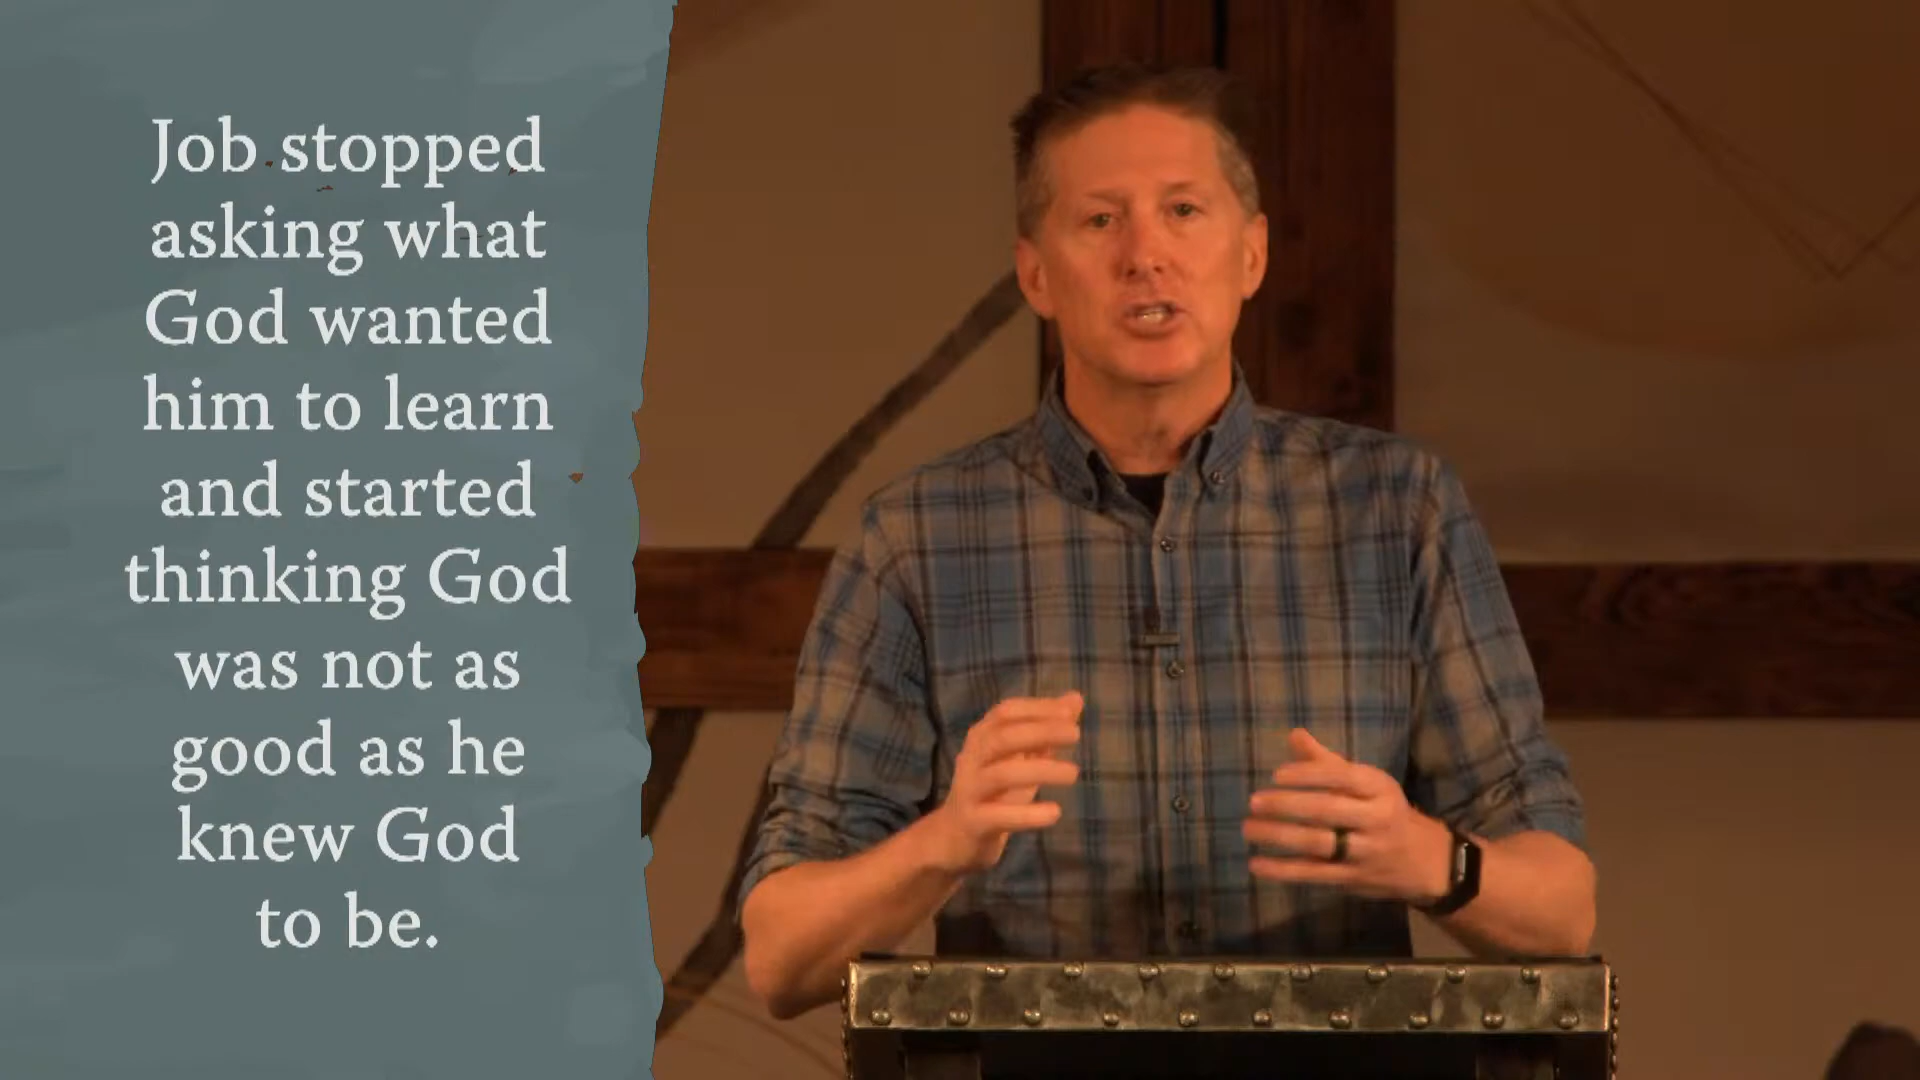 Job stopped
asking what
God wanted
him to learn
and started
thinking God
was not as
good as he
knew God
to be.